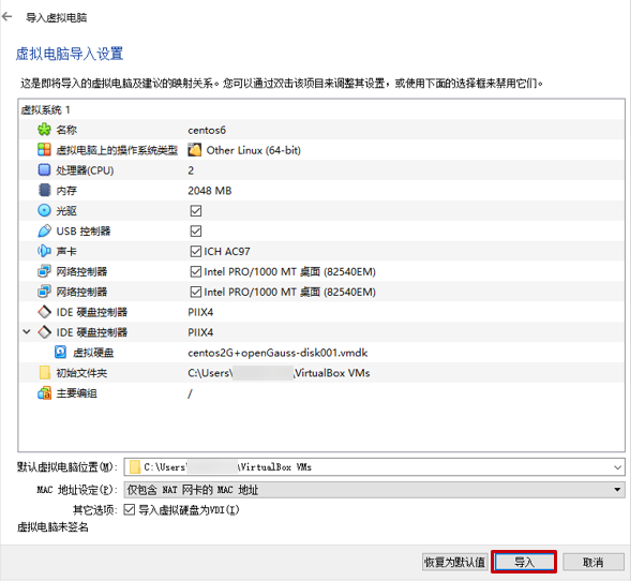 导入虚拟电脑
虚拟电脑导入设置
这是即将导入的虚拟电脑及建议的映射关系。您可以通过双击该项目来调整其设置，或使用下面的选择框来禁用它们。
虚拟系统 1
名称 centos6
虚拟电脑上的操作系统类型 Other Linux (64-bit)
处理器(CPU) 2
内存 2048 MB
光驱
USB 控制器
声卡 ICH AC97
网络控制器 Intel PRO/1000 MT 桌面 (82540EM)
网络控制器 Intel PRO/1000 MT 桌面 (82540EM)
IDE 硬盘控制器 PIIX4
IDE 硬盘控制器 PIIX4
虚拟硬盘 centos2G+openGauss-disk001.vmdk
初始文件夹 C:\Users\ \VirtualBox VMs
主要编组 /
默认虚拟电脑位置(M): C:\Users\ \VirtualBox VMs
MAC 地址设定(P): 仅包含 NAT 网卡的 MAC 地址
其它选项: 导入虚拟硬盘为VDI(I)
虚拟电脑未签名
恢复为默认值 导入 取消